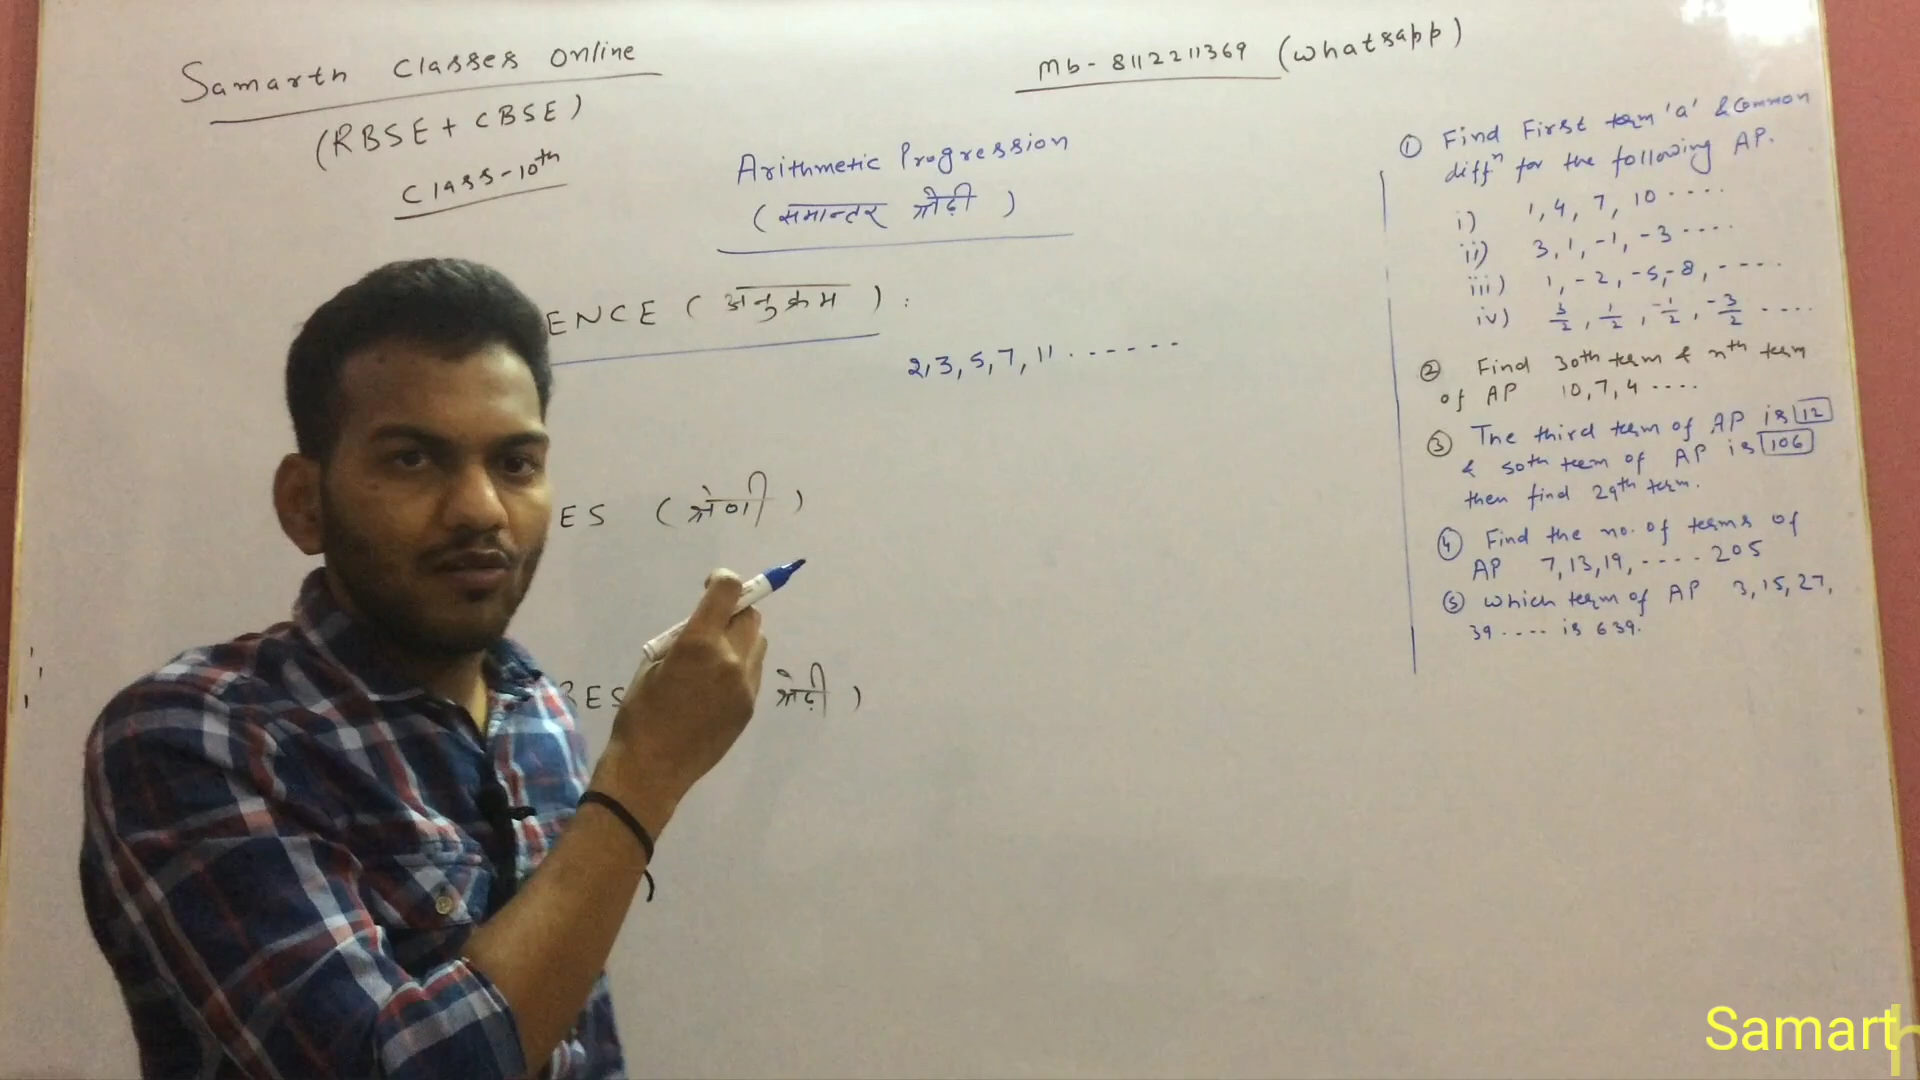 Samarth Classes Online
(RBSE + CBSE)
Class-10th
Mb- 8112211369 (whatsapp)
Arithmetic Progression
(समान्तर श्रेढ़ी)
ENCE (अनुक्रम) :
2,3,5,7,11......
ES (श्रेणी)
RES
श्रेढ़ी)
① Find First term 'a' & Common
diffⁿ for the following AP.
i) 1, 4, 7, 10 ....
ii) 3, 1, -1, -3 ....
iii) 1, -2, -5, -8, ----
iv) 3/2, 1/2, -1/2, -3/2 ....
② Find 30th term & nth term
of AP 10, 7, 4 ....
③ The third term of AP is 12
& 50th term of AP is 106
then find 29th term.
④ Find the no. of terms of
AP 7, 13, 19, ----- 205
⑤ which term of AP 3, 15, 27,
39 .... is 639.
Samarth